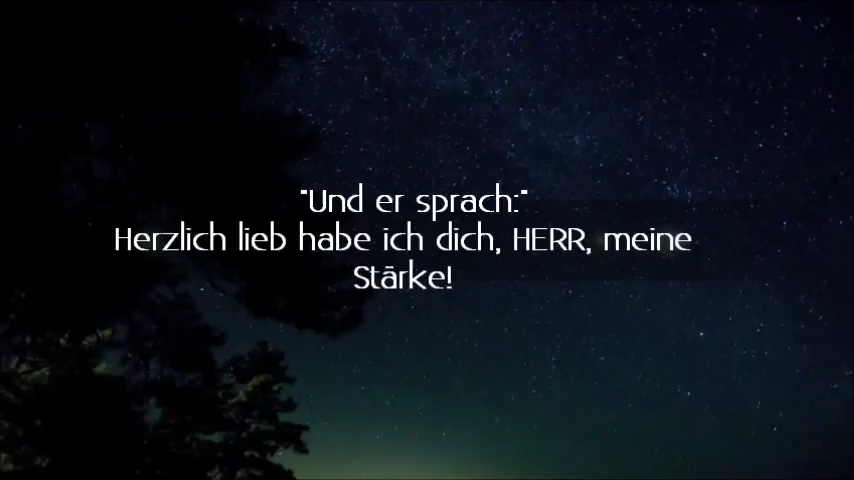 "Und er sprach:"
Herzlich lieb habe ich dich, HERR, meine
Stärke!